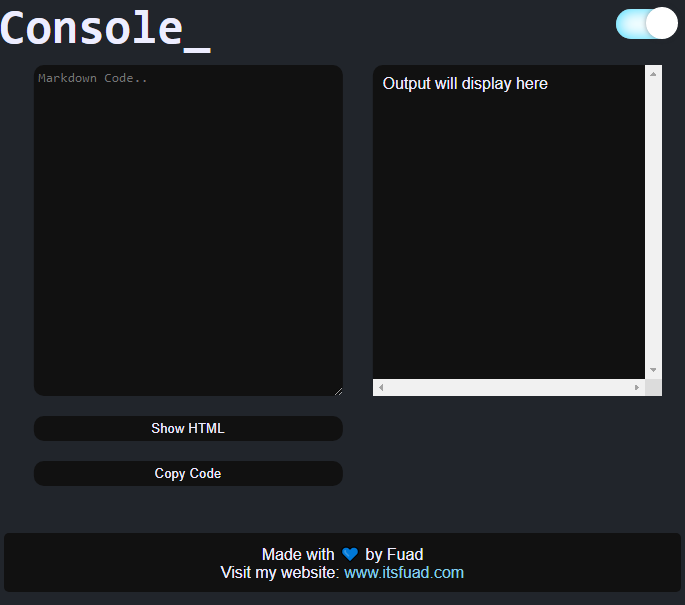 Console_
Markdown Code..
Output will display here
Show HTML
Copy Code
Made with 💙 by Fuad
Visit my website: www.itsfuad.com